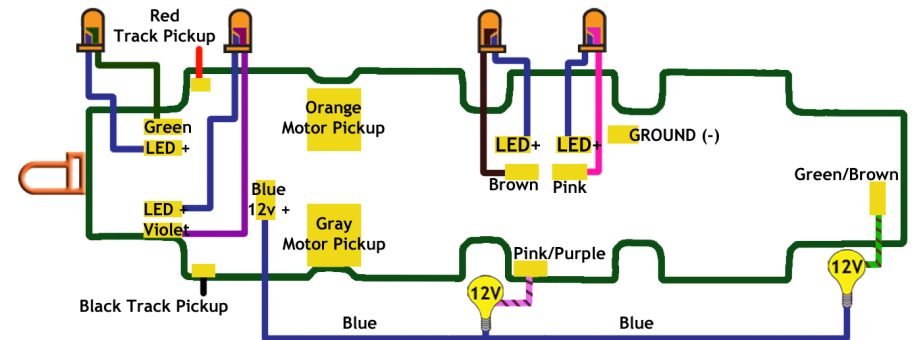 Red
Track Pickup
Orange
Motor Pickup
Green
LED +
LED+
LED+
GROUND (-)
Brown
Pink
Green/Brown
Blue
12v +
LED +
Violet
Gray
Motor Pickup
Pink/Purple
12V
12V
Black Track Pickup
Blue
Blue